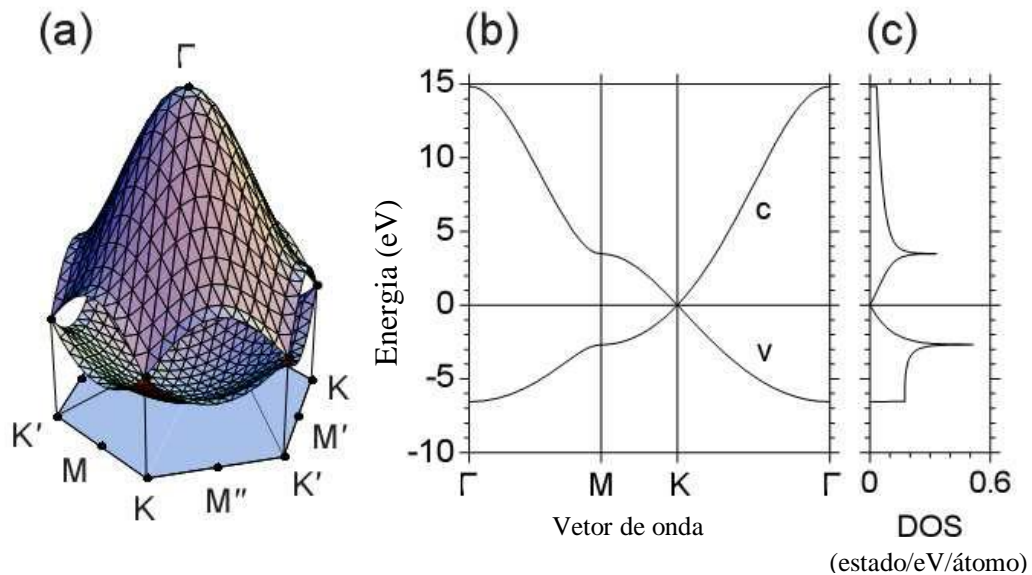 (a)
Γ
K′
M
K
M″
K′
M′
K
(b)
Energia (eV)
15
10
5
0
-5
-10
c
v
Γ
M
K
Γ
Vetor de onda
(c)
0
0.6
DOS
(estado/eV/átomo)